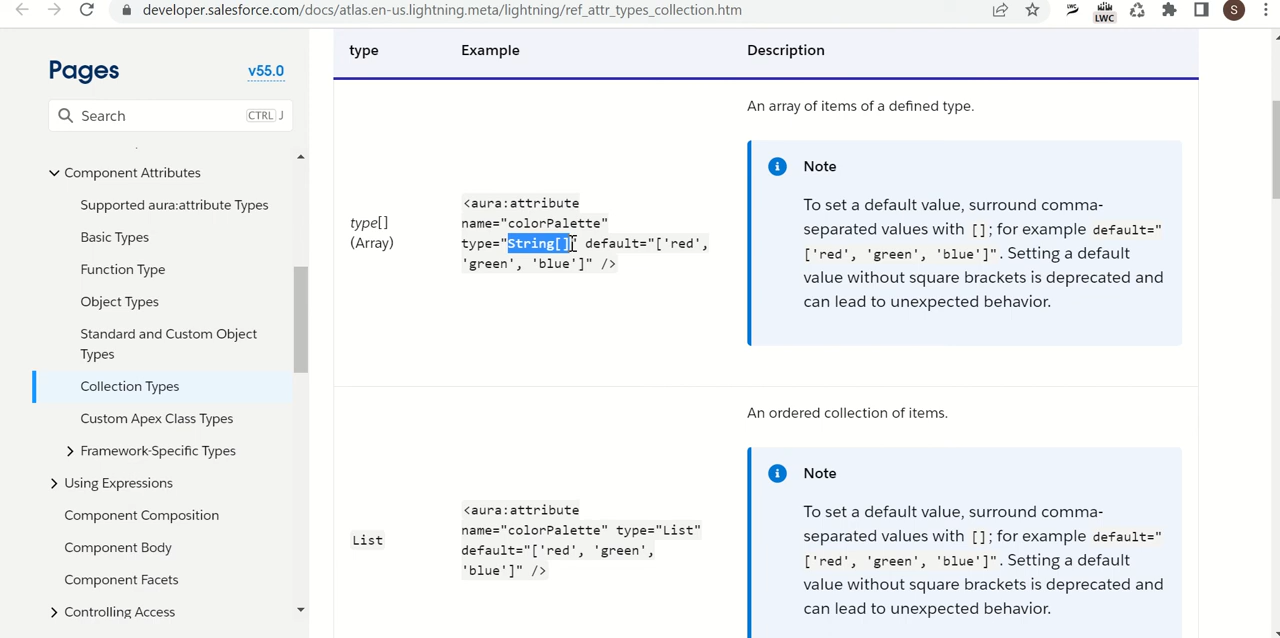 developer.salesforce.com/docs/atlas.en-us.lightning.meta/lightning/ref_attr_types_collection.htm
LWC
LWC
S
Pages
v55.0
Search
CTRL J
Component Attributes
Supported aura:attribute Types
Basic Types
Function Type
Object Types
Standard and Custom Object
Types
Collection Types
Custom Apex Class Types
Framework-Specific Types
Using Expressions
Component Composition
Component Body
Component Facets
Controlling Access
type
Example
Description
type[]
(Array)
<aura:attribute
name="colorPalette"
type="String[]" default="['red',
'green', 'blue']" />
An array of items of a defined type.
Note
To set a default value, surround comma-
separated values with []; for example default="
['red', 'green', 'blue']". Setting a default
value without square brackets is deprecated and
can lead to unexpected behavior.
List
<aura:attribute
name="colorPalette" type="List"
default="['red', 'green',
'blue']" />
An ordered collection of items.
Note
To set a default value, surround comma-
separated values with []; for example default="
['red', 'green', 'blue']". Setting a default
value without square brackets is deprecated and
can lead to unexpected behavior.